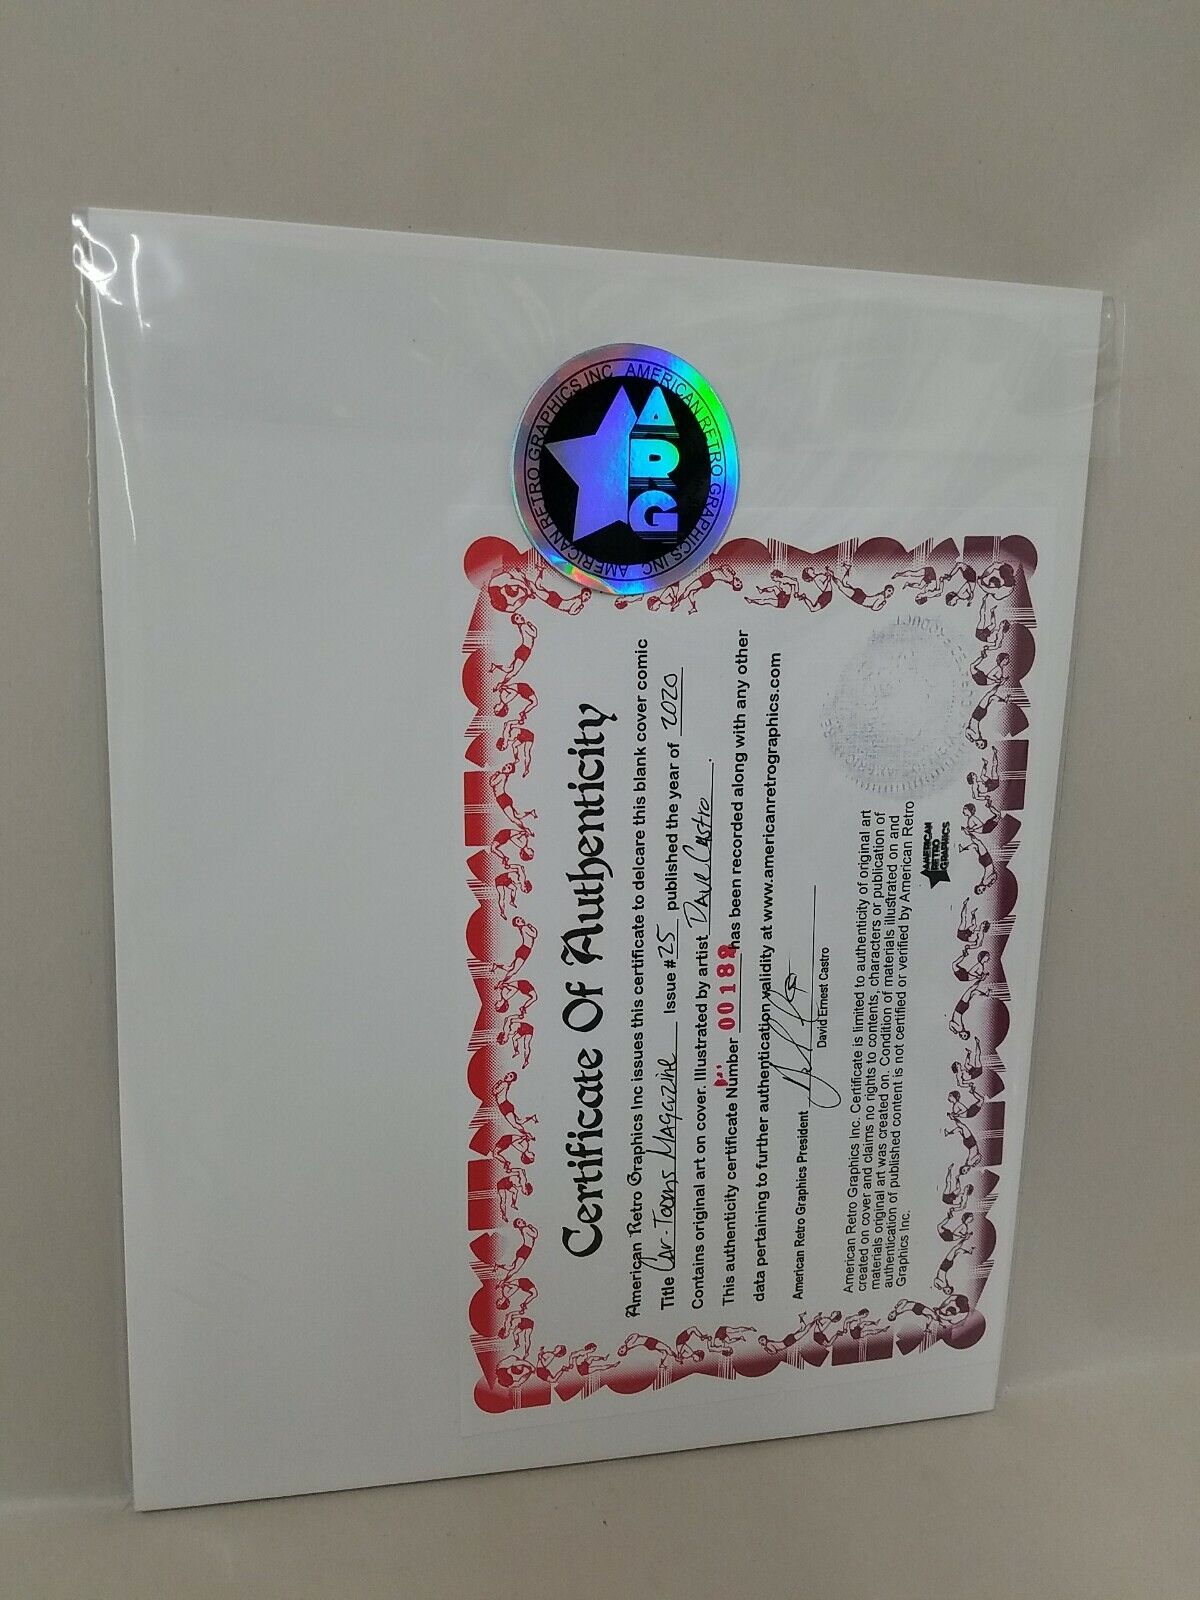 AMERICAN RETRO GRAPHICS INC AMERICAN RETRO GRAPHICS INC
ARG
Certificate Of Authenticity
American Retro Graphics Inc issues this certificate to delcare this blank cover comic
Title Car-Toons Magazine Issue # 25 published the year of 2020
Contains original art on cover. Illustrated by artist Dave Castro.
This authenticity certificate Number 00188 has been recorded along with any other
data pertaining to further authentication validity at www.americanretrographics.com
American Retro Graphics President
David Ernest Castro
American Retro Graphics Inc. Certificate is limited to authenticity of original art
created on cover and claims no rights to contents, characters or publication of
materials original art was created on. Condition of materials illustrated on and
authentication of published content is not certified or verified by American Retro
Graphics Inc.
AMERICAN
RETRO
GRAPHICS